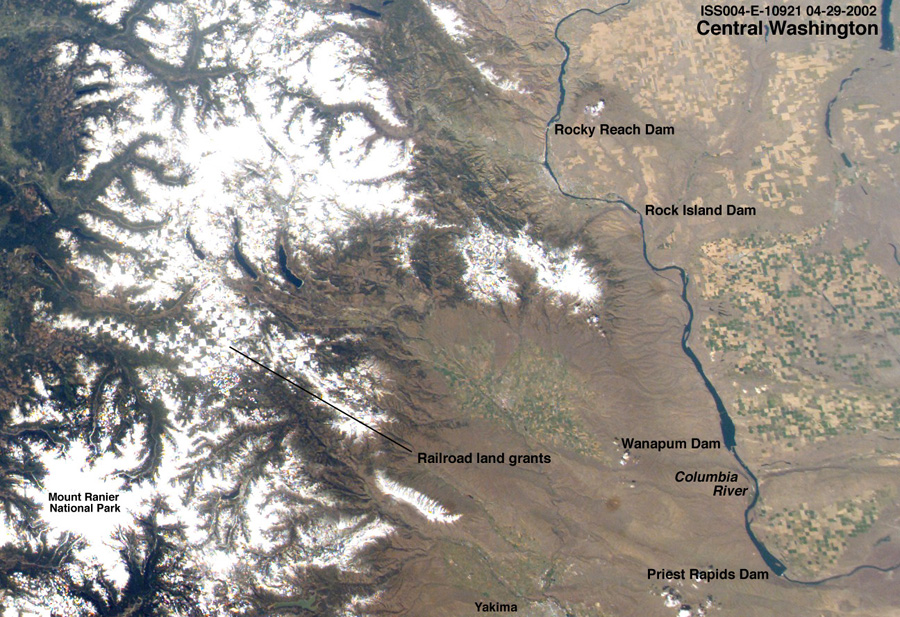 ISS004-E-10921 04-29-2002
Central Washington
Rocky Reach Dam
Rock Island Dam
Wanapum Dam
Railroad land grants
Columbia
River
Mount Ranier
National Park
Priest Rapids Dam
Yakima